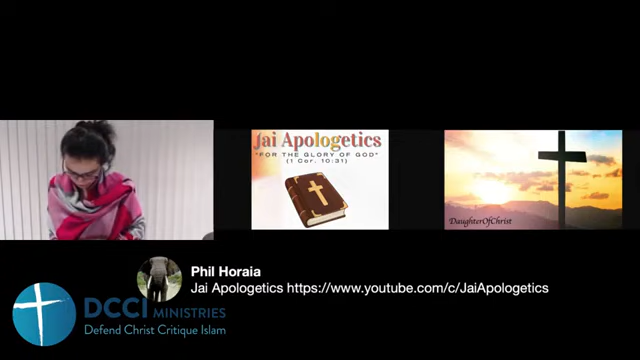 Jai Apologetics
"FOR THE GLORY OF GOD"
(1 Cor. 10:31)
DaughterOfChrist
Phil Horaia
Jai Apologetics https://www.youtube.com/c/JaiApologetics
DCCI MINISTRIES
Defend Christ Critique Islam